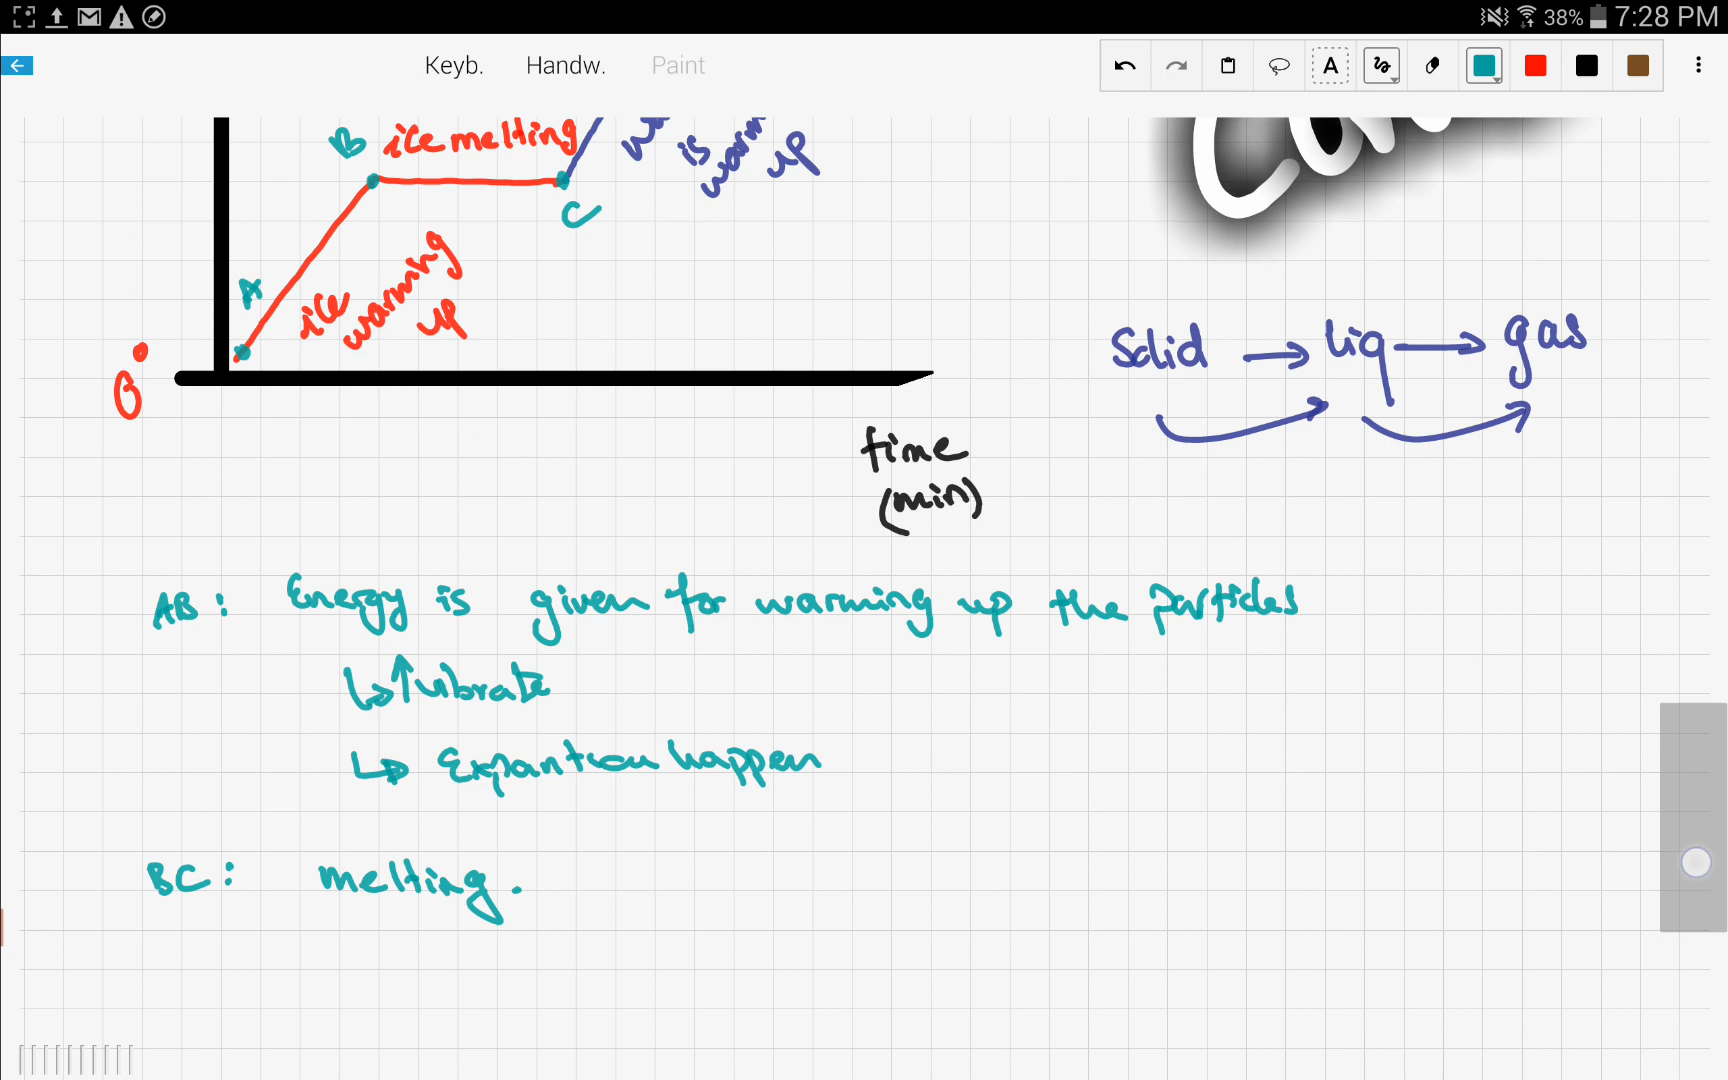 38% 7:28 PM
Keyb. Handw. Paint
A
B ice melting
is warm up
C
A
ice warming up
0°
Solid → liq → gas
time
(min)
AB: Energy is given for warming up the particles
↳ ↑ vibrate
↳ Expantion happen
BC: melting.